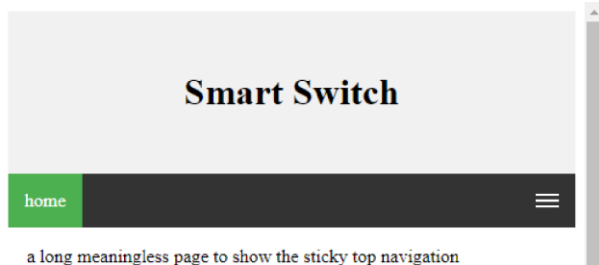 Smart Switch
home
a long meaningless page to show the sticky top navigation